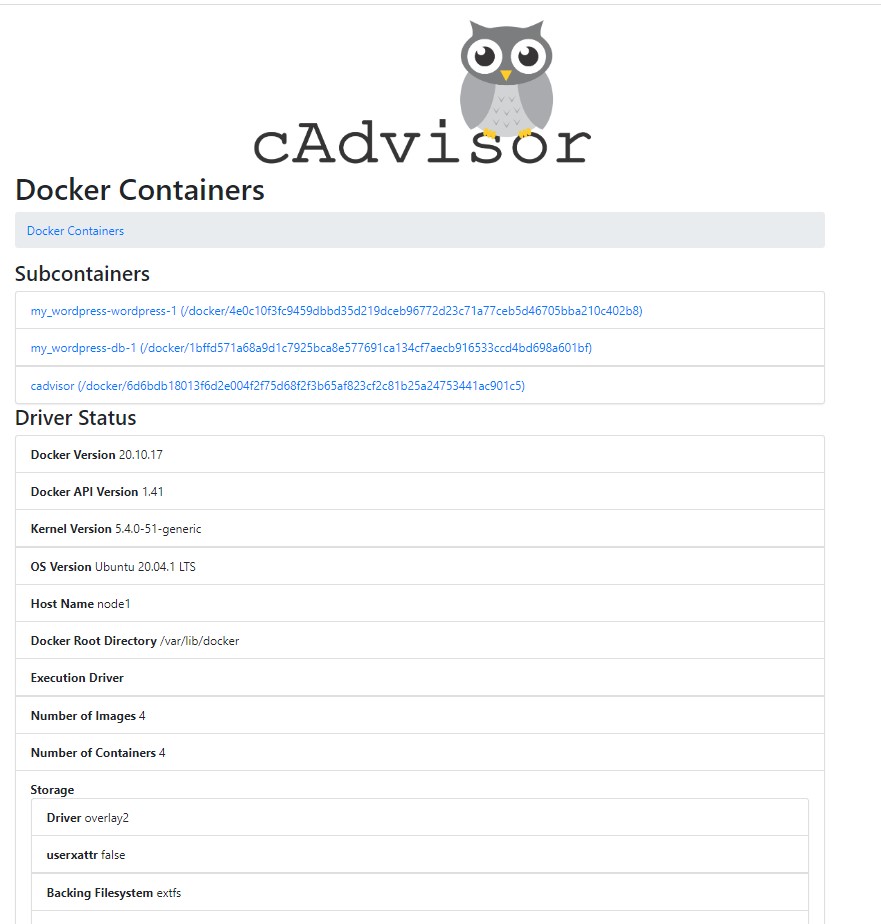 cAdvisor
Docker Containers
Docker Containers
Subcontainers
my_wordpress-wordpress-1 (/docker/4e0c10f3fc9459dbbd35d219dceb96772d23c71a77ceb5d46705bba210c402b8)
my_wordpress-db-1 (/docker/1bffd571a68a9d1c7925bca8e577691ca134cf7aecb916533ccd4bd698a601bf)
cadvisor (/docker/6d6bdb18013f6d2e004f2f75d68f2f3b65af823cf2c81b25a24753441ac901c5)
Driver Status
Docker Version 20.10.17
Docker API Version 1.41
Kernel Version 5.4.0-51-generic
OS Version Ubuntu 20.04.1 LTS
Host Name node1
Docker Root Directory /var/lib/docker
Execution Driver
Number of Images 4
Number of Containers 4
Storage
Driver overlay2
userxattr false
Backing Filesystem extfs